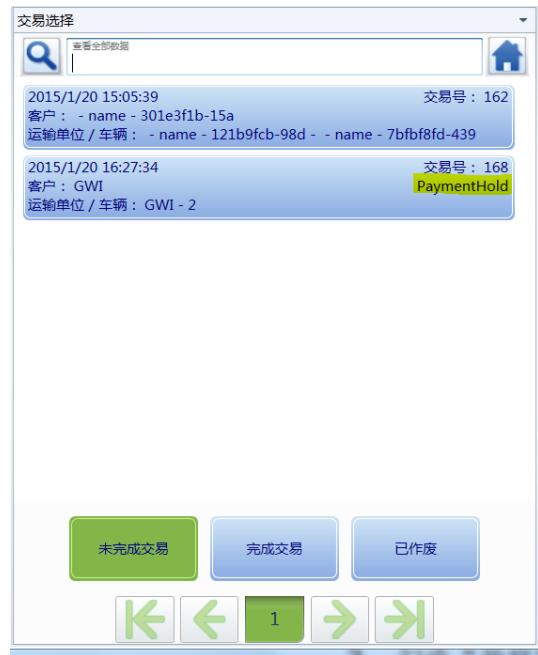 交易选择
查看全部数据
2015/1/20 15:05:39 交易号： 162
客户： - name - 301e3f1b-15a
运输单位 / 车辆： - name - 121b9fcb-98d - - name - 7bfbf8fd-439
2015/1/20 16:27:34 交易号： 168
客户： GWI PaymentHold
运输单位 / 车辆： GWI - 2
未完成交易 完成交易 已作废
1